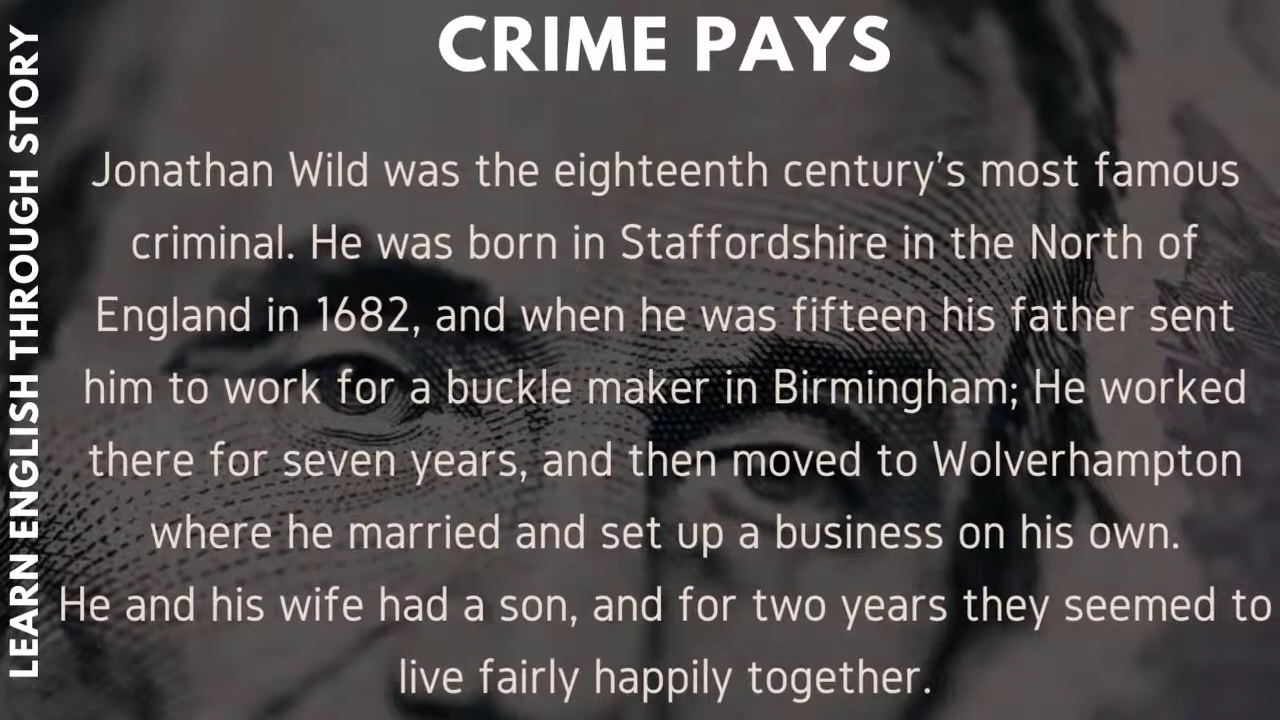 CRIME PAYS
LEARN ENGLISH THROUGH STORY
Jonathan Wild was the eighteenth century’s most famous
criminal. He was born in Staffordshire in the North of
England in 1682, and when he was fifteen his father sent
him to work for a buckle maker in Birmingham; He worked
there for seven years, and then moved to Wolverhampton
where he married and set up a business on his own.
He and his wife had a son, and for two years they seemed to
live fairly happily together.